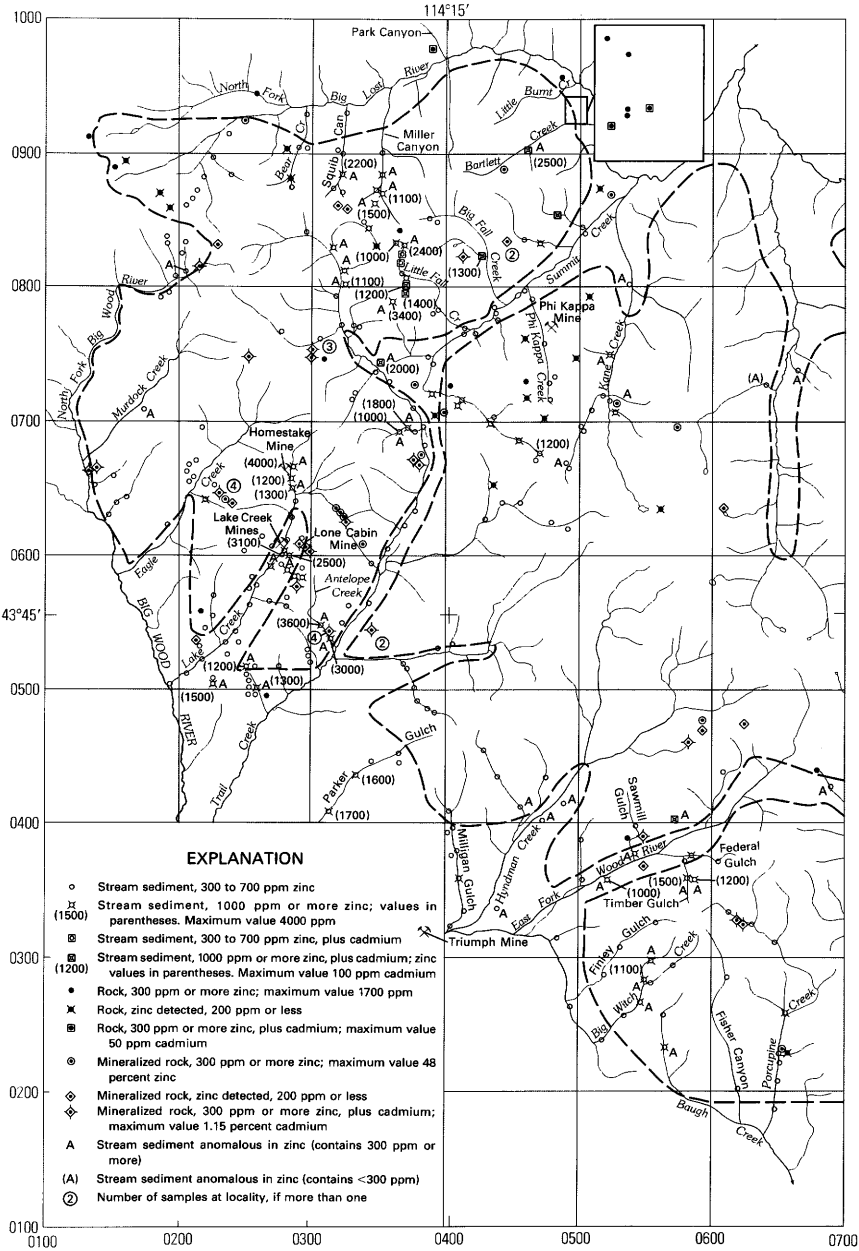 114°15'
1000
Park Canyon
North Fork Big Lost River
Little Burnt Cr
Miller Canyon
Bear Cr
Squib Can
Creek
Bartlett
A
(2500)
0900
(2200)
A
A
A
A
(1100)
(1500)
Big Fall Creek
A
A
(1000)
(2400)
(1300)
②
Summit
Creek
A
Little Fall
Cr
A
(1100)
(1200)
(1400)
A
(3400)
A
0800
River
North Fork Big Wood
Phi Kappa Mine
Phi Kappa Creek
Kane Creek
③
A
(2000)
A
(A)
A
Murdock Creek
A
(1800)
(1000)
A
A
A
0700
Homestake Mine
(4000)
A
(1200)
(1300)
(1200)
A
Creek
④
Lake Creek Mines
(3100)
A
Lone Cabin Mine
(2500)
A
0600
Eagle
Antelope Creek
43°45'
BIG WOOD RIVER
Lake Creek
(3600)
A
④
A
②
(3000)
(1200)
A
(1300)
(1500)
A
A
0500
Trail Creek
Parker Gulch
(1600)
(1700)
A
A
A
Sawmill Gulch
A
A
0400
Milligan Gulch
Hyndman Creek
A
East Fork Wood River
A
Federal Gulch
(1500)
A
A
(1200)
(1000)
Timber Gulch
Triumph Mine
0300
Finley Gulch
A
(1100)
A
A
Big Witch Creek
A
Fisher Canyon
Porcupine Creek
0200
Baugh Creek
0100
0100
0200
0300
0400
0500
0600
0700
EXPLANATION
Stream sediment, 300 to 700 ppm zinc
(1500) Stream sediment, 1000 ppm or more zinc; values in
parentheses. Maximum value 4000 ppm
Stream sediment, 300 to 700 ppm zinc, plus cadmium
(1200) Stream sediment, 1000 ppm or more, plus cadmium; zinc
values in parentheses. Maximum value 100 ppm cadmium
Rock, 300 ppm or more zinc; maximum value 1700 ppm
Rock, zinc detected, 200 ppm or less
Rock, 300 ppm or more zinc, plus cadmium; maximum value
50 ppm cadmium
Mineralized rock, 300 ppm or more zinc; maximum value 48
percent zinc
Mineralized rock, zinc detected, 200 ppm or less
Mineralized rock, 300 ppm or more zinc, plus cadmium;
maximum value 1.15 percent cadmium
A Stream sediment anomalous in zinc (contains 300 ppm or
more)
(A) Stream sediment anomalous in zinc (contains <300 ppm)
② Number of samples at locality, if more than one